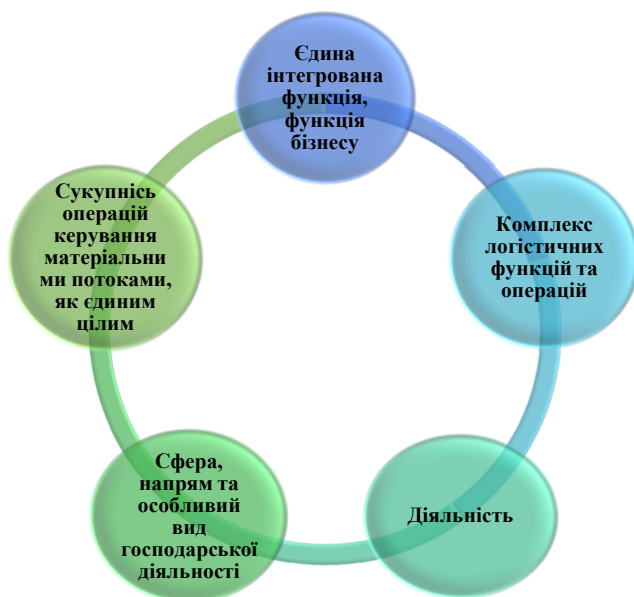 Єдина
інтегрована
функція,
функція
бізнесу
Комплекс
логістичних
функцій та
операцій
Діяльність
Сфера,
напрям та
особливий
вид
господарської
діяльності
Сукупнісь
операцій
керування
матеріальни
ми потоками,
як єдиним
цілим